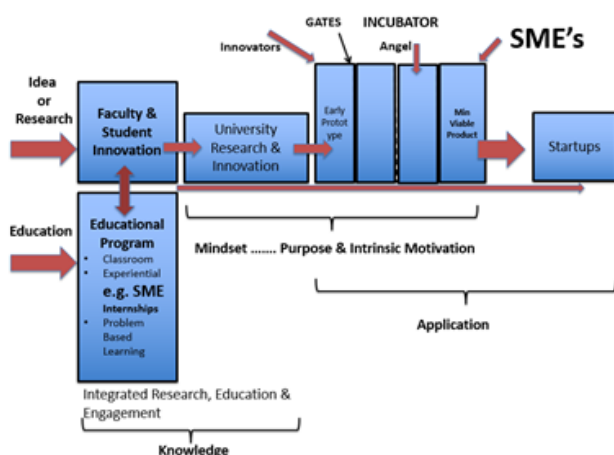 GATES
INCUBATOR
Innovators
Angel
SME's
Idea
or
Research
Faculty &
Student
Innovation
University
Research &
Innovation
Early
Protot
ype
Min
Viable
Product
Startups
Education
Educational
Program
• Classroom
• Experiential
e.g. SME
Internships
• Problem
Based
Learning
Mindset ....... Purpose & Intrinsic Motivation
Application
Integrated Research, Education &
Engagement
Knowledge